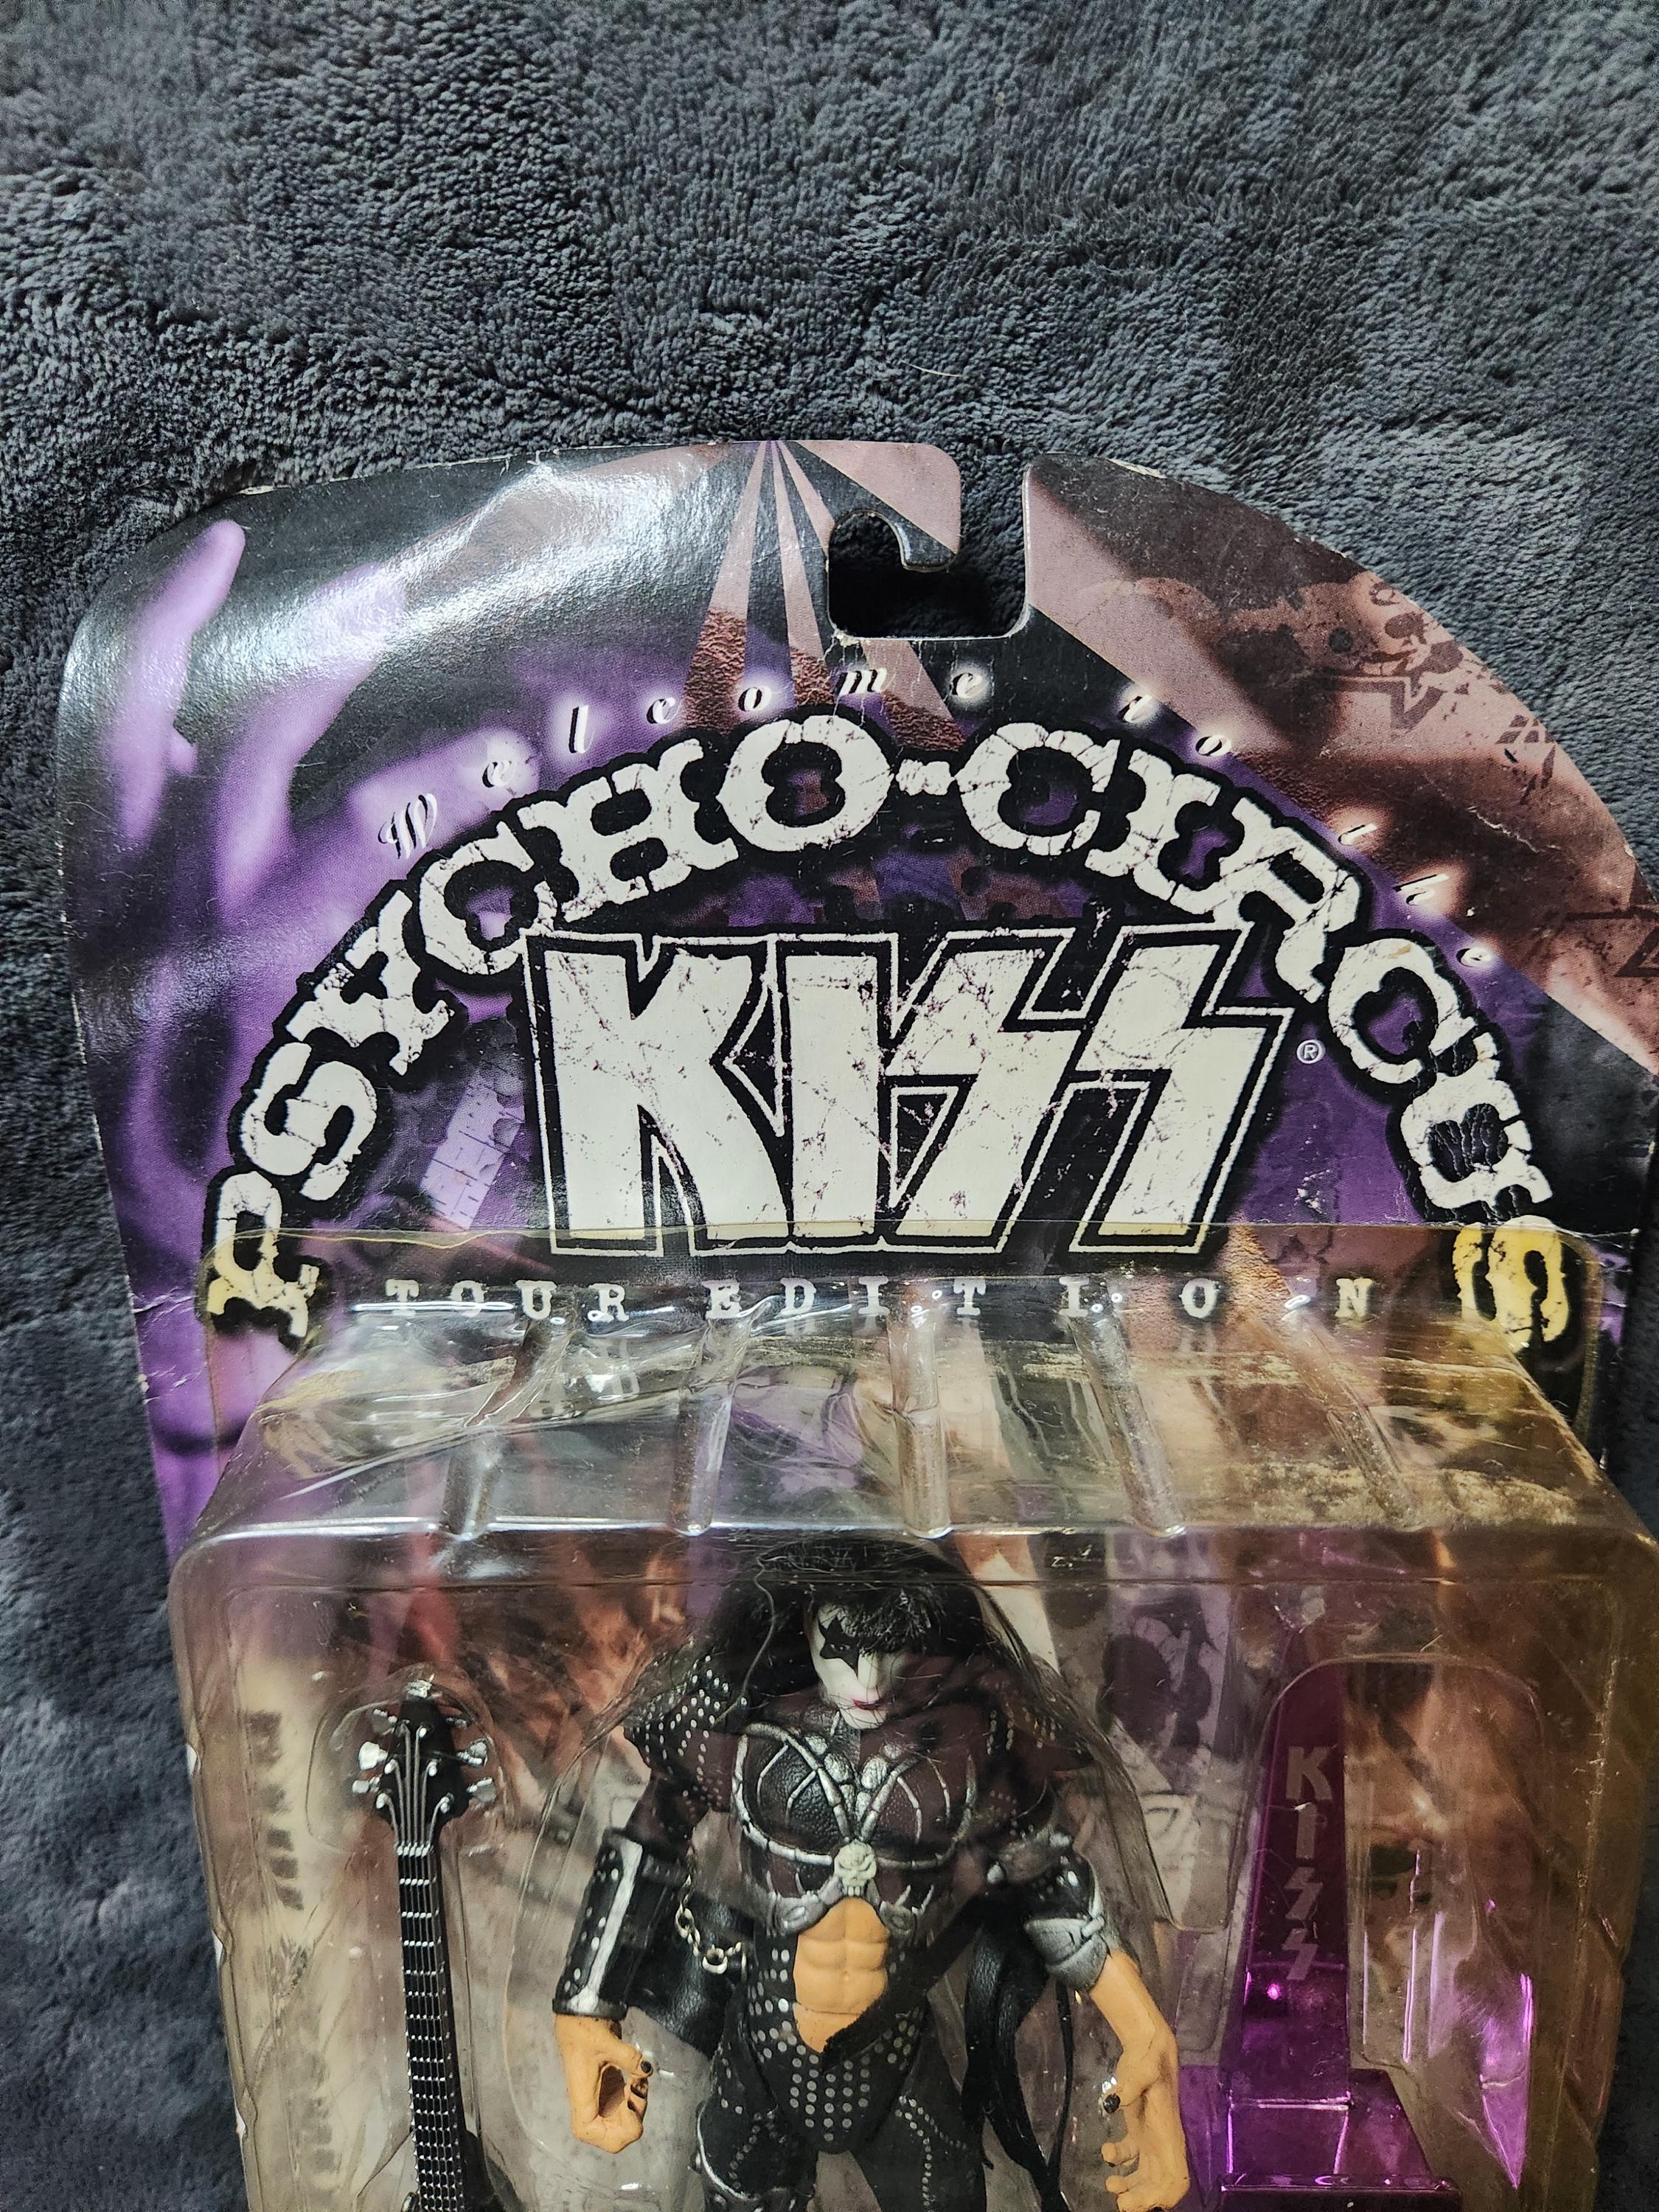 Welcome to the
PSYCHO-CIRCUS
KISS®
TOUR EDITION
KISS